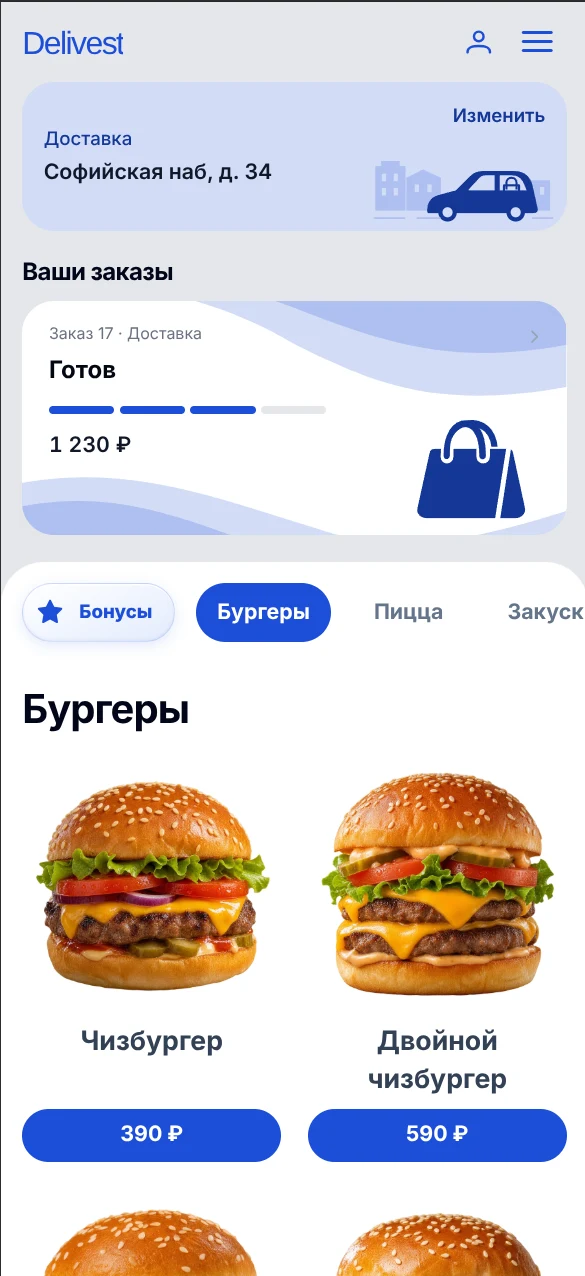 Delivest
Изменить
Доставка
Софийская наб, д. 34
Ваши заказы
Заказ 17 · Доставка
Готов
1 230 ₽
Бонусы
Бургеры
Пицца
Закуск
Бургеры
Чизбургер
Двойной
чизбургер
390 ₽
590 ₽